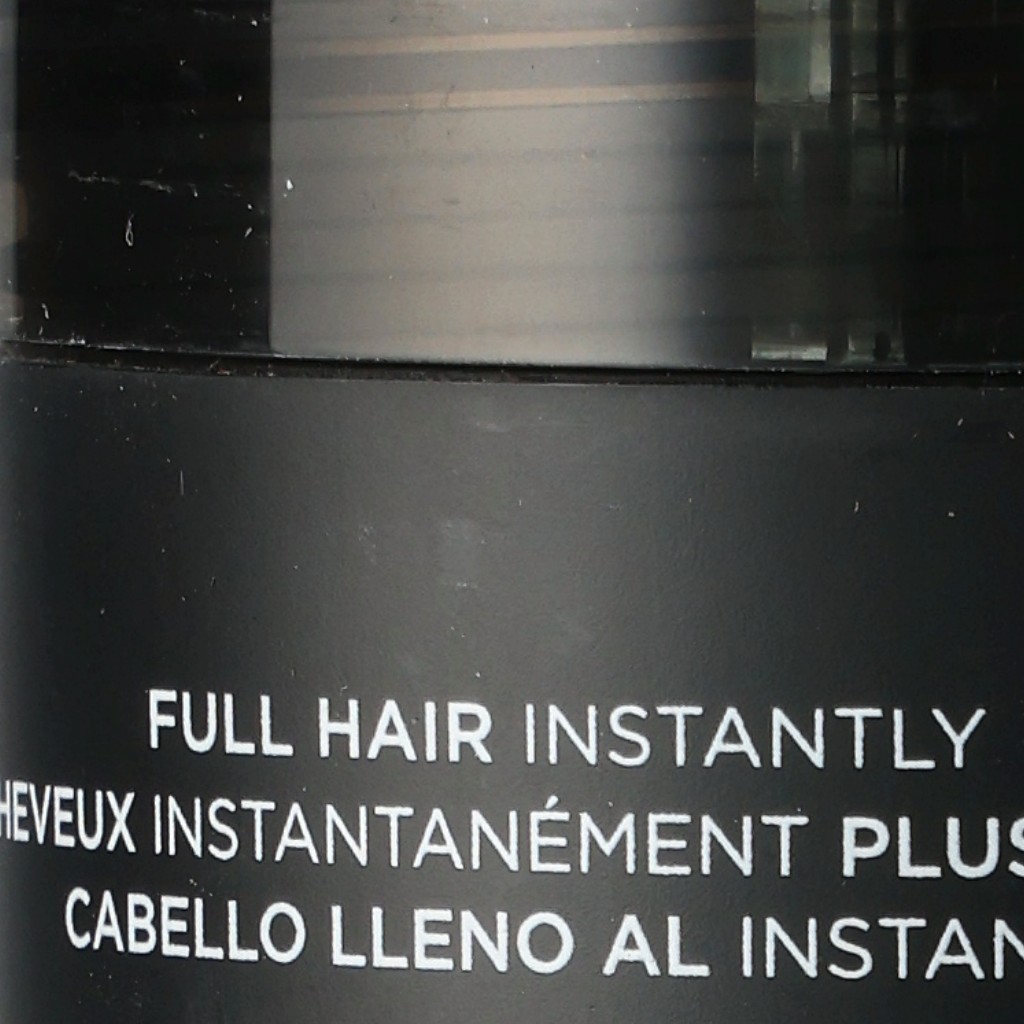 FULL HAIR INSTANTLY
HEVEUX INSTANTANÉMENT PLUS
CABELLO LLENO AL INSTAN